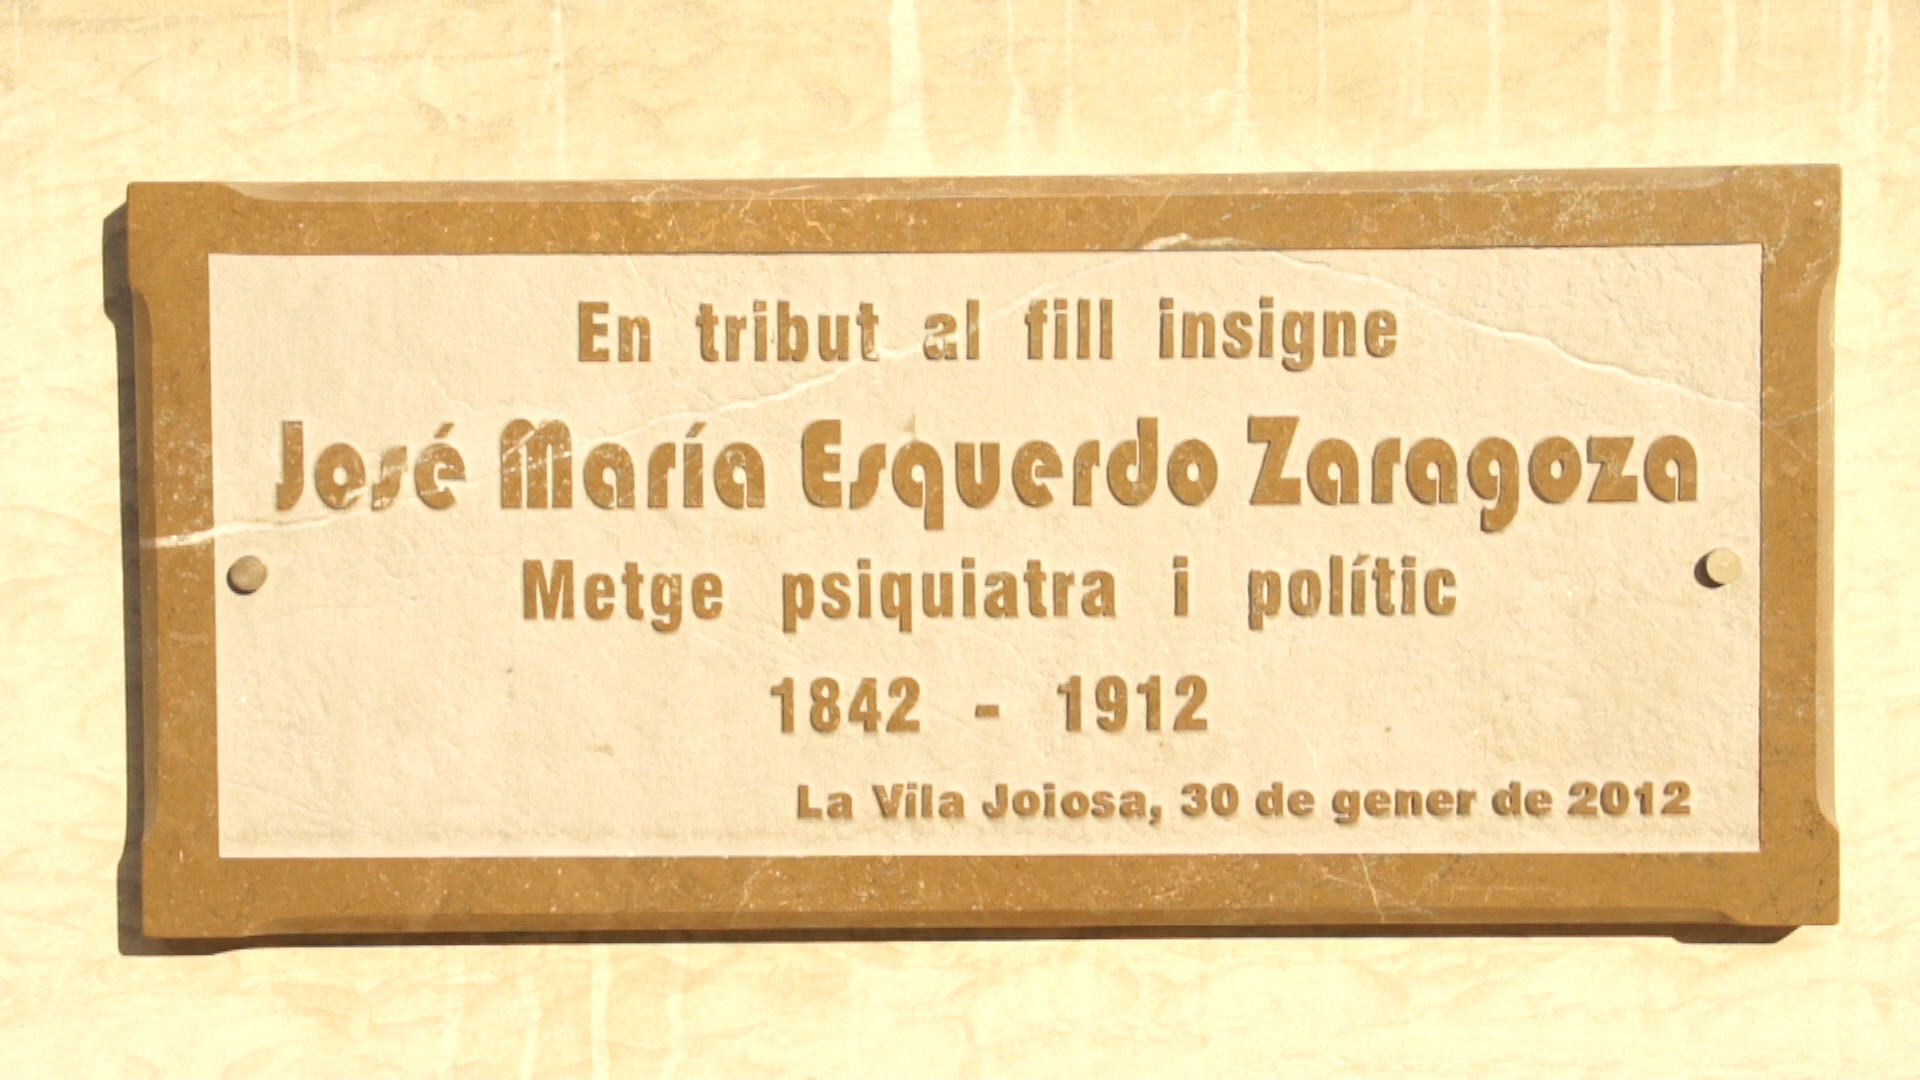 En tribut al fill insigne
José María Esquerdo Zaragoza
Metge psiquiatra i polític
1842 - 1912
La Vila Joiosa, 30 de gener de 2012